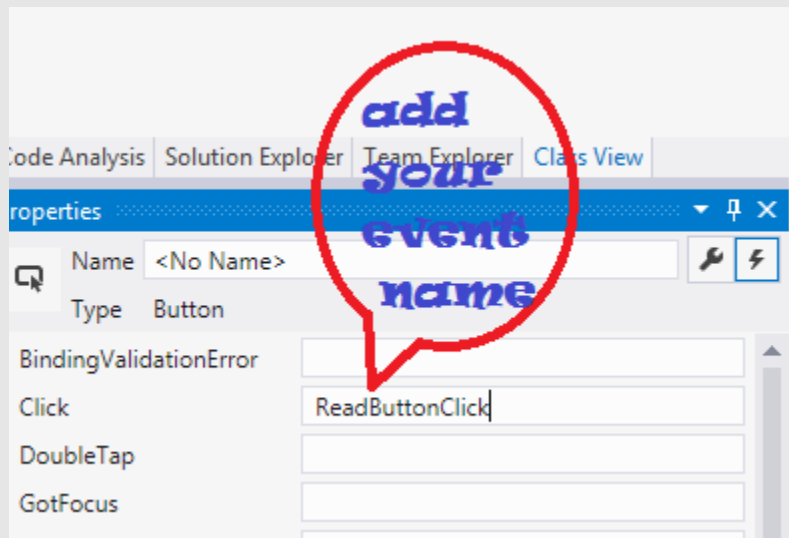 add
your
event
name
Code Analysis Solution Explorer Team Explorer Class View
roperties
Name <No Name>
Type Button
BindingValidationError
Click ReadButtonClick
DoubleTap
GotFocus